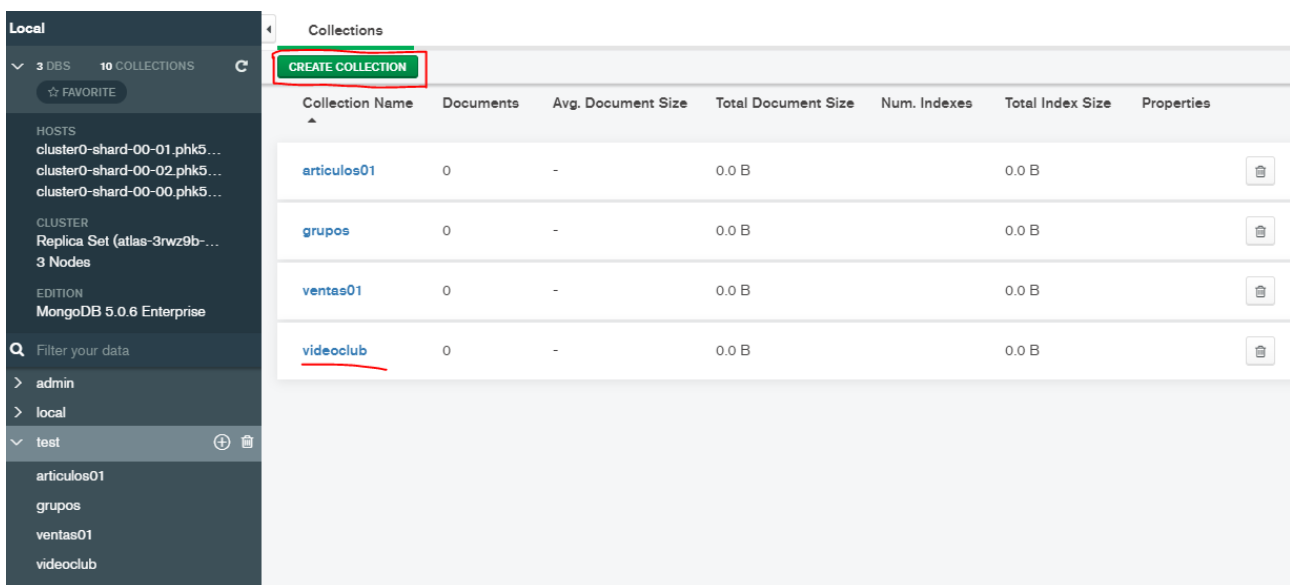 Local
3 DBS 10 COLLECTIONS
☆ FAVORITE
HOSTS
cluster0-shard-00-01.phk5...
cluster0-shard-00-02.phk5...
cluster0-shard-00-00.phk5...
CLUSTER
Replica Set (atlas-3rwz9b-...
3 Nodes
EDITION
MongoDB 5.0.6 Enterprise
Filter your data
admin
local
test
articulos01
grupos
ventas01
videoclub
Collections
CREATE COLLECTION
Collection Name Documents Avg. Document Size Total Document Size Num. Indexes Total Index Size Properties
articulos01 0 - 0.0 B 0.0 B
grupos 0 - 0.0 B 0.0 B
ventas01 0 - 0.0 B 0.0 B
videoclub 0 - 0.0 B 0.0 B